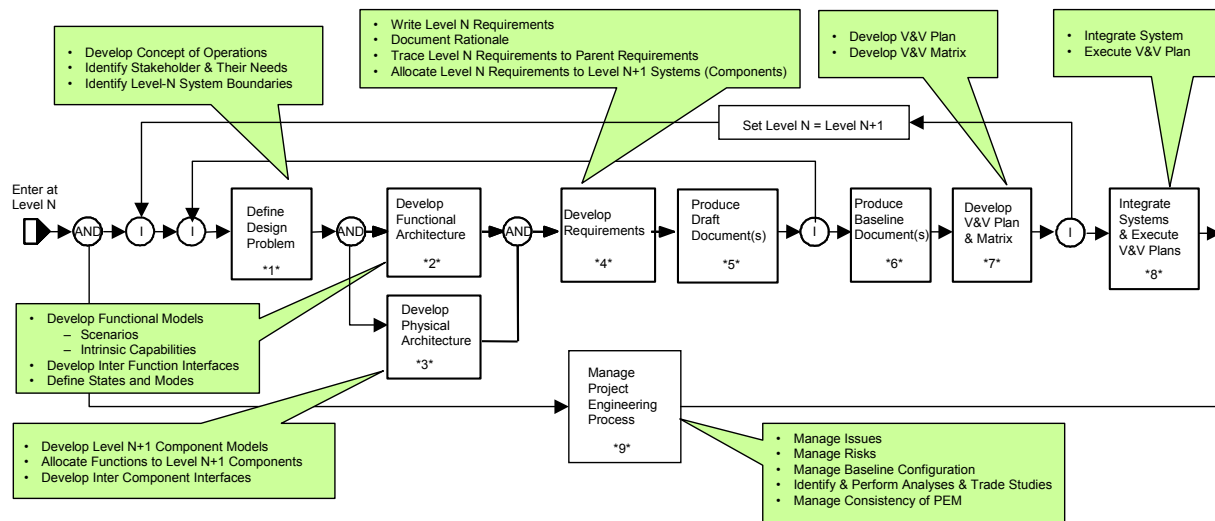 • Write Level N Requirements
• Document Rationale
• Trace Level N Requirements to Parent Requirements
• Allocate Level N Requirements to Level N+1 Systems (Components)
• Develop Concept of Operations
• Identify Stakeholder & Their Needs
• Identify Level-N System Boundaries
• Develop V&V Plan
• Develop V&V Matrix
• Integrate System
• Execute V&V Plan
Set Level N = Level N+1
Enter at
Level N
AND
I
I
Define
Design
Problem
*1*
AND
Develop
Functional
Architecture
*2*
AND
Develop
Requirements
*4*
Produce
Draft
Document(s)
*5*
I
Produce
Baseline
Document(s)
*6*
Develop
V&V Plan
& Matrix
*7*
I
Integrate
Systems
& Execute
V&V Plans
*8*
• Develop Functional Models
– Scenarios
– Intrinsic Capabilities
• Develop Inter Function Interfaces
• Define States and Modes
Develop
Physical
Architecture
*3*
Manage
Project
Engineering
Process
*9*
• Develop Level N+1 Component Models
• Allocate Functions to Level N+1 Components
• Develop Inter Component Interfaces
• Manage Issues
• Manage Risks
• Manage Baseline Configuration
• Identify & Perform Analyses & Trade Studies
• Manage Consistency of PEM